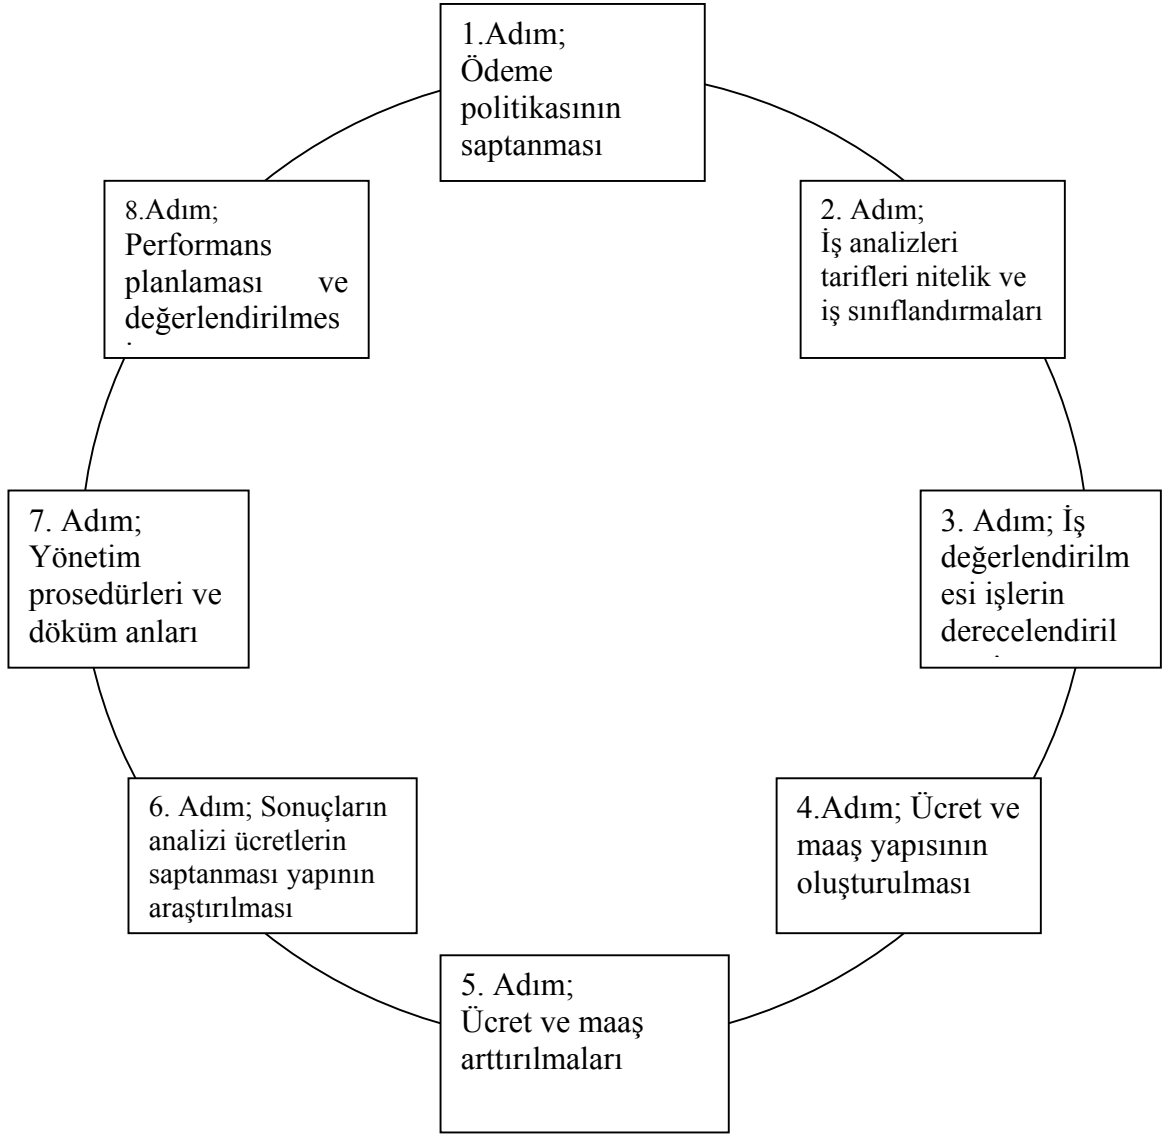 1.Adım;
Ödeme
politikasının
saptanması
2. Adım;
İş analizleri
tarifleri nitelik ve
iş sınıflandırmaları
3. Adım; İş
değerlendirilm
esi işlerin
derecelendiril
4.Adım; Ücret ve
maaş yapısının
oluşturulması
5. Adım;
Ücret ve maaş
arttırılmaları
6. Adım; Sonuçların
analizi ücretlerin
saptanması yapının
araştırılması
7. Adım;
Yönetim
prosedürleri ve
döküm anları
8.Adım;
Performans
planlaması ve
değerlendirilmes